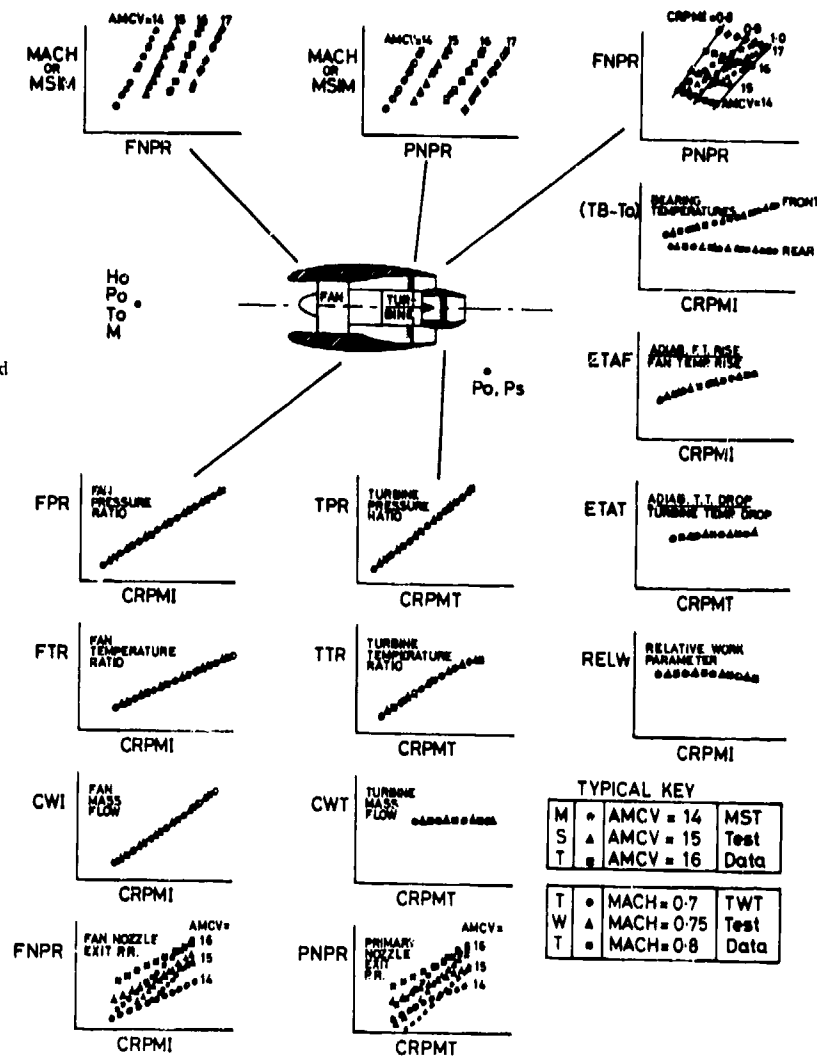 AMCV=14 15 16 17
MACH
OR
MSIM
FNPR
MACH
OR
MSIM
AMCV=14 15 16 17
PNPR
CRPMI=0.8
0.9
1.0
17
16
15
AMCV=14
FNPR
PNPR
(TB-To)
BEARING
TEMPERATURES
FRONT
REAR
CRPMI
Ho
Po
To
M
FAN
TUR-
BINE
Po, Ps
d
ETAF
ADIAB. F.T. RISE
FAN TEMP. RISE
CRPMI
FPR
FAN
PRESSURE
RATIO
CRPMI
TPR
TURBINE
PRESSURE
RATIO
CRPMT
ETAT
ADIAB. T.T. DROP
TURBINE TEMP. DROP
CRPMT
FTR
FAN
TEMPERATURE
RATIO
CRPMI
TTR
TURBINE
TEMPERATURE
RATIO
CRPMT
RELW
RELATIVE WORK
PARAMETER
CRPMI
CWI
FAN
MASS
FLOW
CRPMI
CWT
TURBINE
MASS
FLOW
CRPMT
TYPICAL KEY
M AMCV = 14 MST
S ▲ AMCV = 15 Test
T ■ AMCV = 16 Data
T ● MACH = 0.7 TWT
W ▲ MACH = 0.75 Test
T ■ MACH = 0.8 Data
FNPR
FAN NOZZLE
EXIT P.R.
AMCV=
16
15
14
CRPMI
PNPR
PRIMARY
NOZZLE
EXIT
P.R.
AMCV=
16
15
14
CRPMT